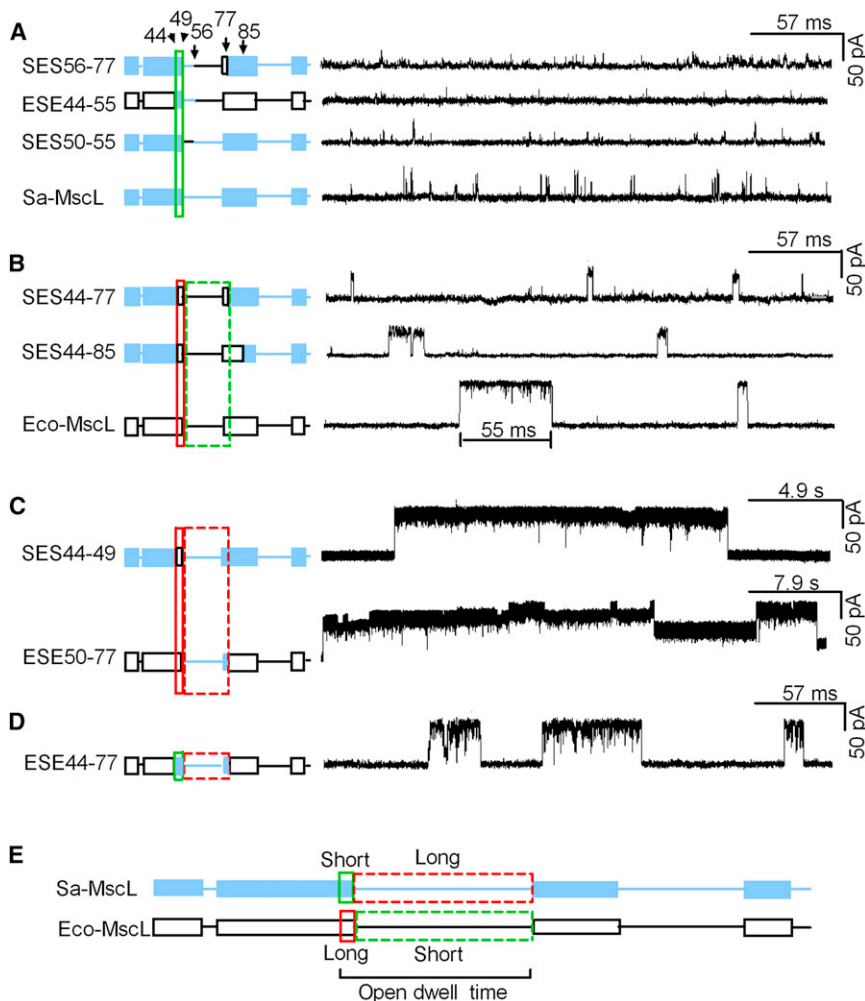 A
44 49 56 77 85
57 ms
50 pA
SES56-77
ESE44-55
SES50-55
Sa-MscL
B
57 ms
50 pA
SES44-77
SES44-85
Eco-MscL
55 ms
C
4.9 s
50 pA
SES44-49
7.9 s
50 pA
ESE50-77
D
57 ms
50 pA
ESE44-77
E
Short Long
Sa-MscL
Eco-MscL
Long Short
Open dwell time